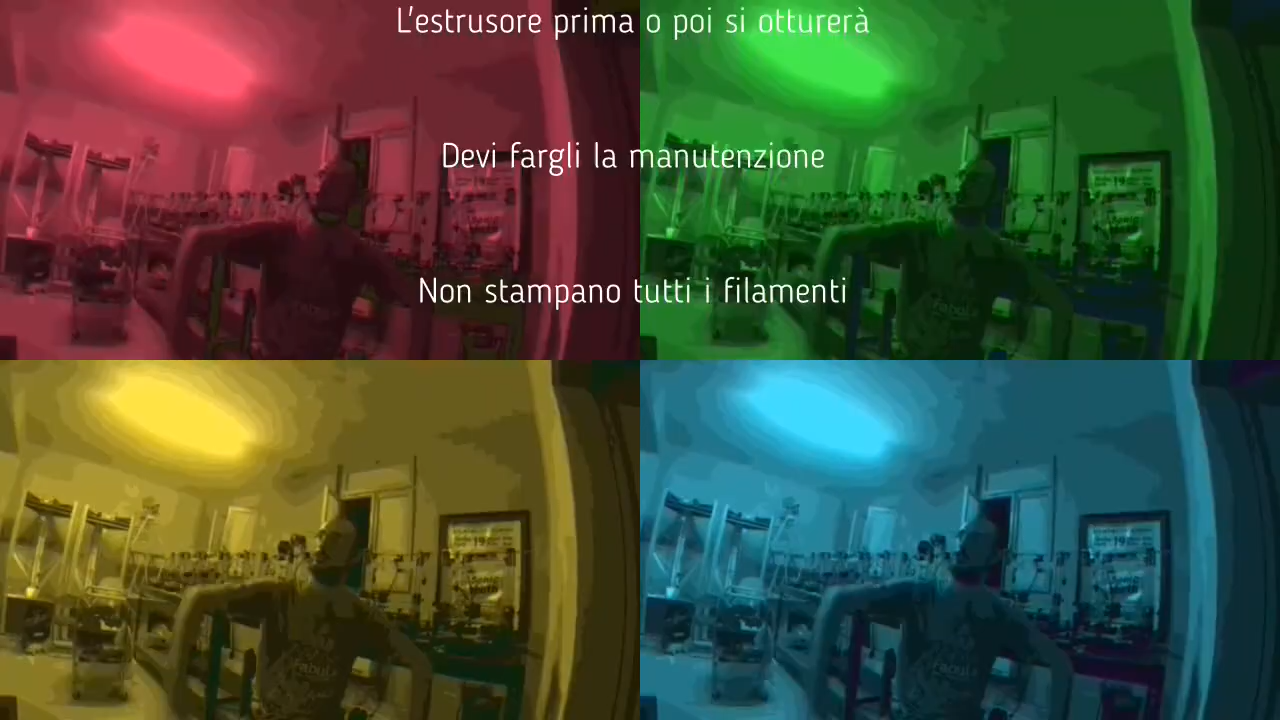 L'estrusore prima o poi si otturerà
Devi fargli la manutenzione
Non stampano tutti i filamenti